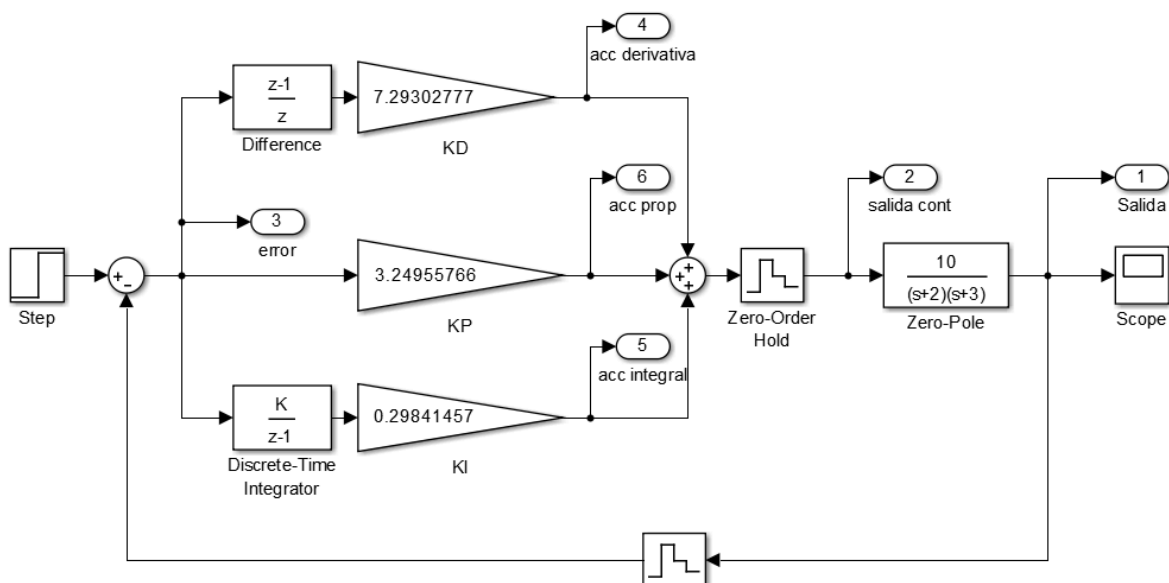 4
acc derivativa
z-1
z
Difference
7.29302777
KD
6
acc prop
2
salida cont
1
Salida
3
error
Step
+
−
3.24955766
KP
+
+
+
Zero-Order
Hold
10
(s+2)(s+3)
Zero-Pole
Scope
5
acc integral
K
z-1
Discrete-Time
Integrator
0.29841457
KI